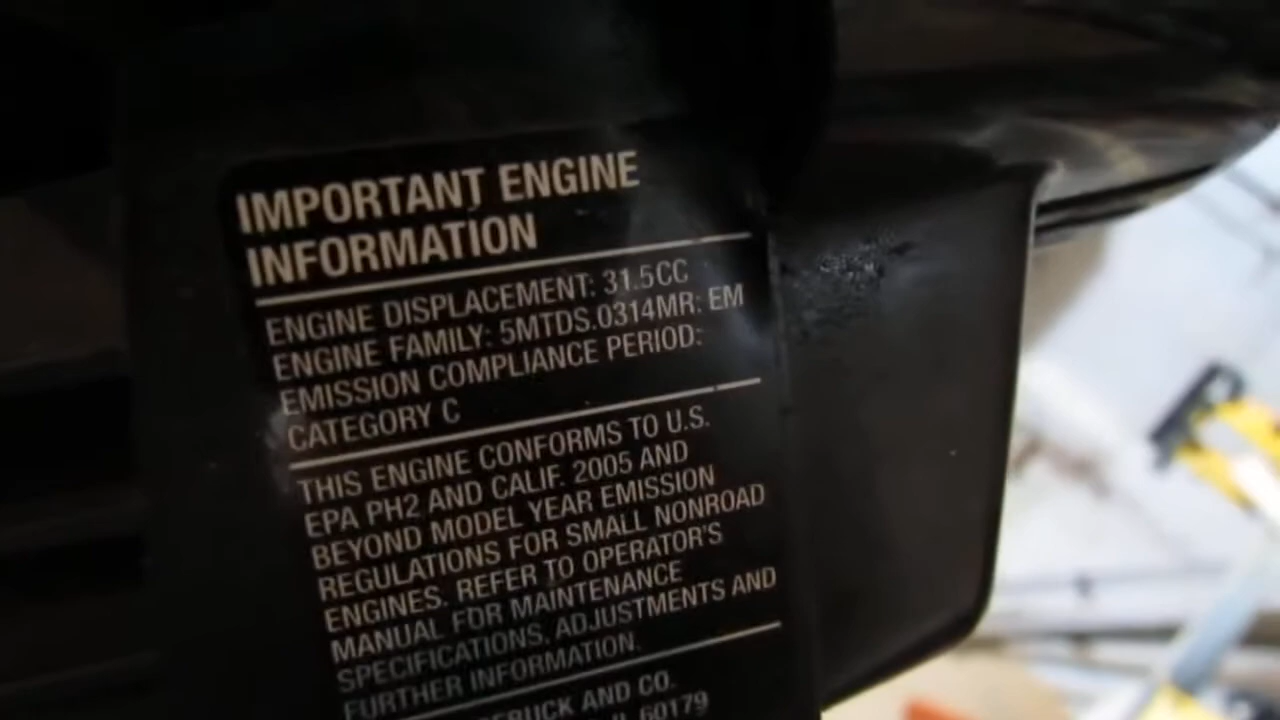 IMPORTANT ENGINE
INFORMATION
ENGINE DISPLACEMENT: 31.5CC
ENGINE FAMILY: 5MTDS.0314MR: EM
EMISSION COMPLIANCE PERIOD:
CATEGORY C
THIS ENGINE CONFORMS TO U.S.
EPA PH2 AND CALIF. 2005 AND
BEYOND MODEL YEAR EMISSION
REGULATIONS FOR SMALL NONROAD
ENGINES. REFER TO OPERATOR'S
MANUAL FOR MAINTENANCE
SPECIFICATIONS, ADJUSTMENTS AND
FURTHER INFORMATION.
AND CO.
60179